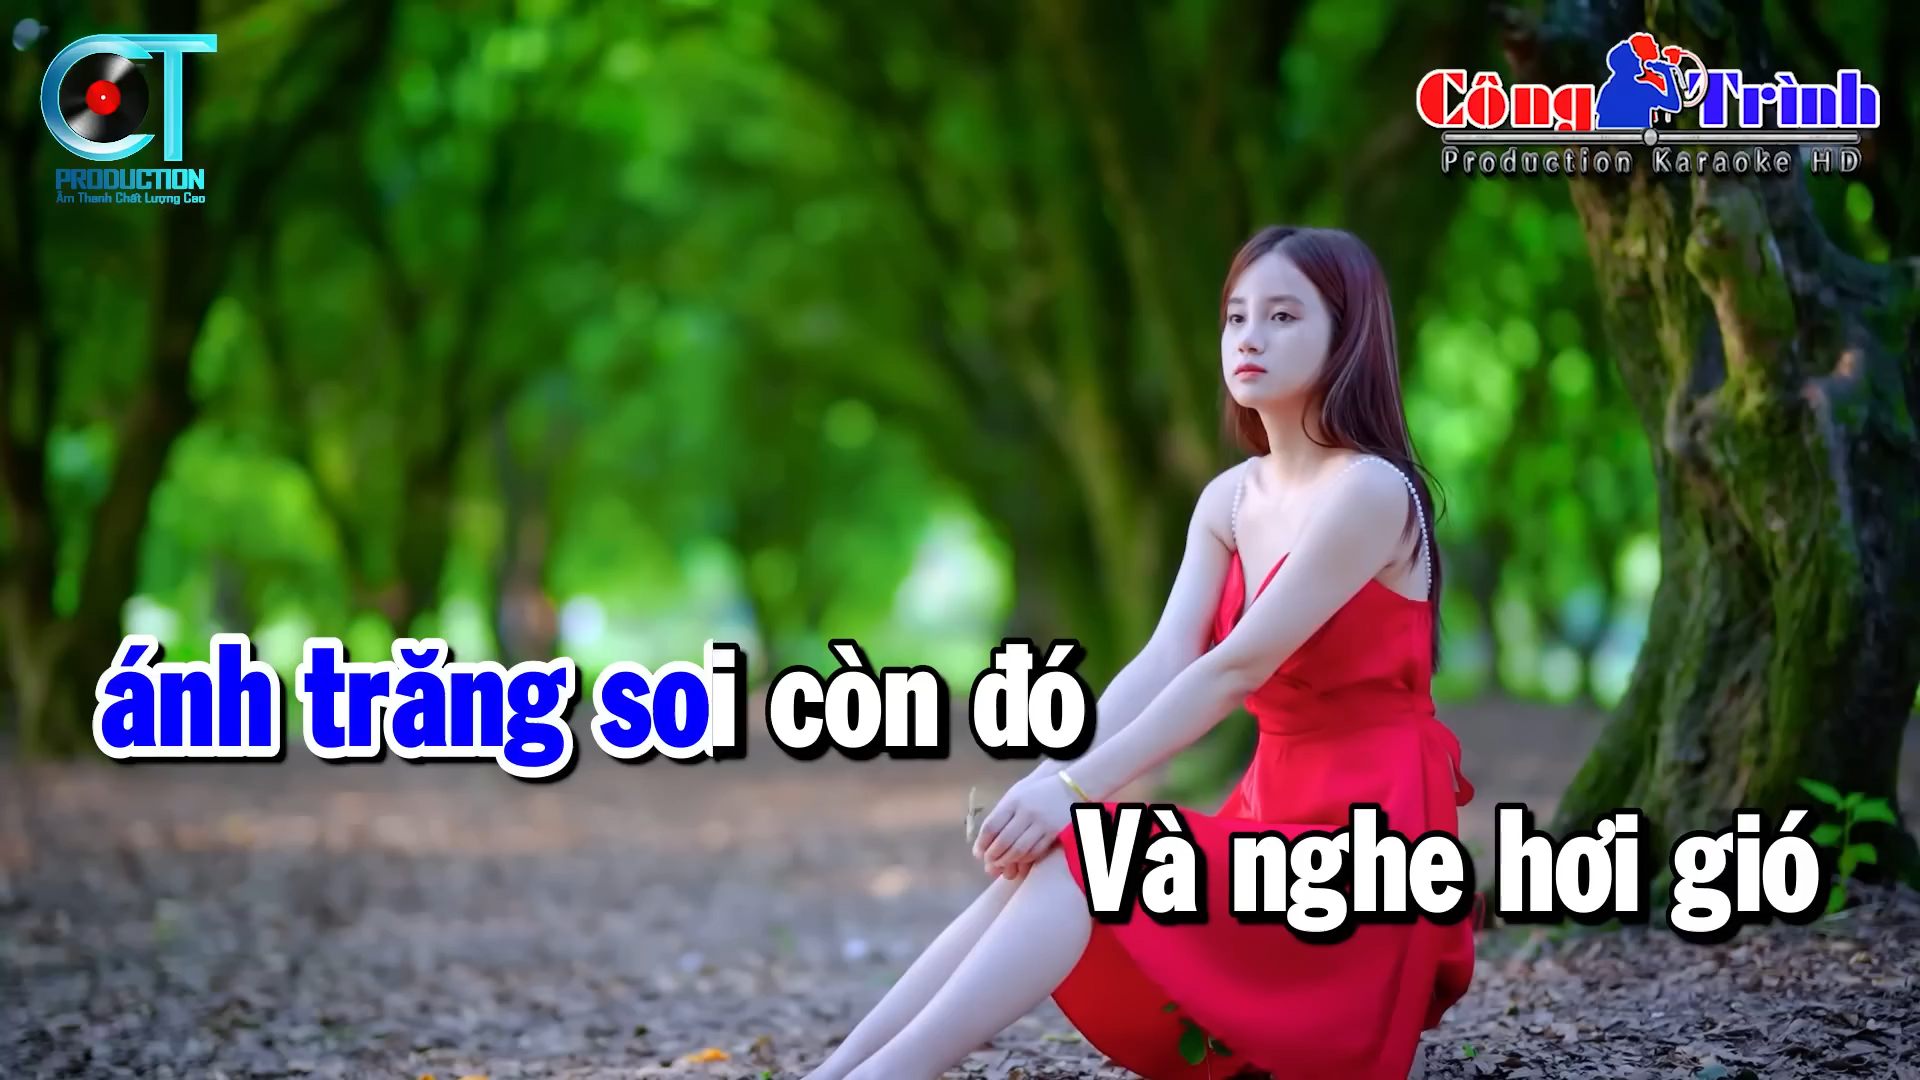 CT
PRODUCTION
Âm Thanh Chất Lượng Cao
Công Trình
Production Karaoke HD
ánh trăng soi còn đó
Và nghe hơi gió